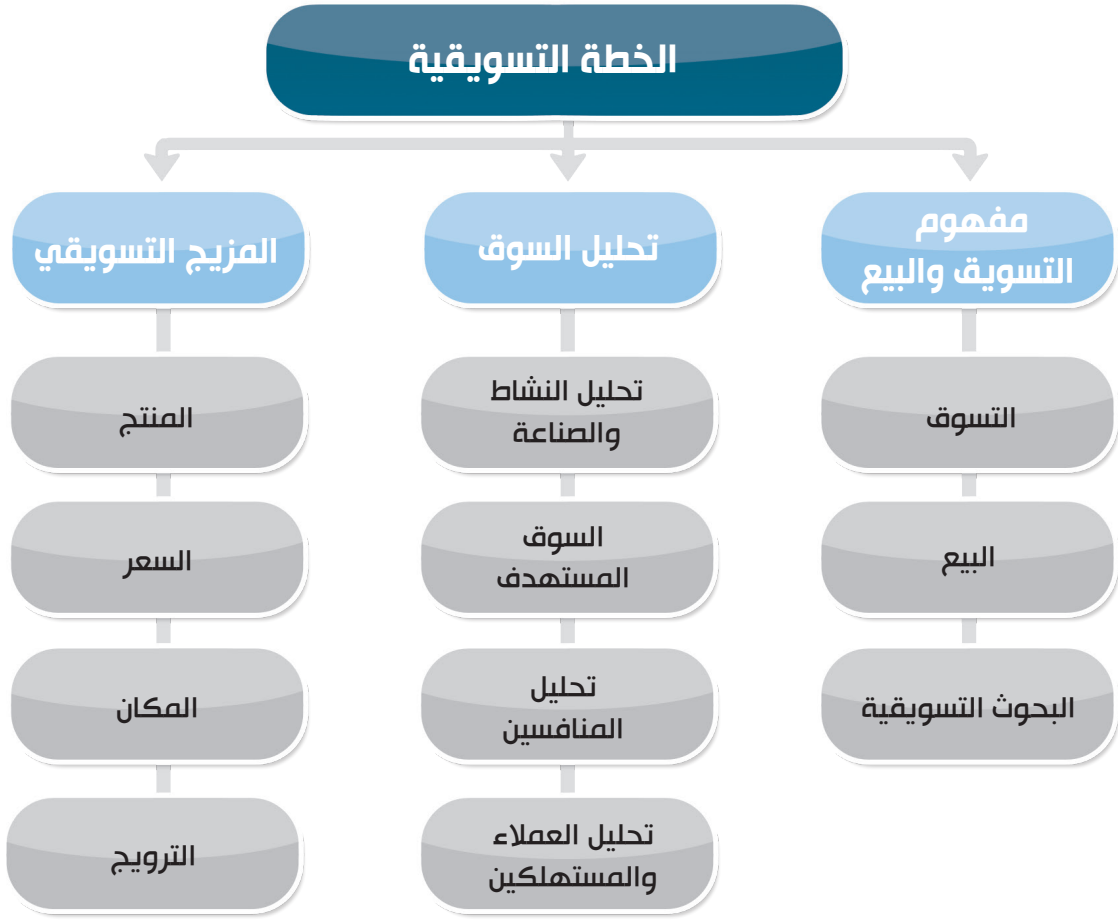 الخطة التسويقية
مفهوم
التسويق والبيع
تحليل السوق
المزيج التسويقي
التسوق
تحليل النشاط
والصناعة
المنتج
البيع
السوق
المستهدف
السعر
البحوث التسويقية
تحليل
المنافسين
المكان
تحليل العملاء
والمستهلكين
الترويج